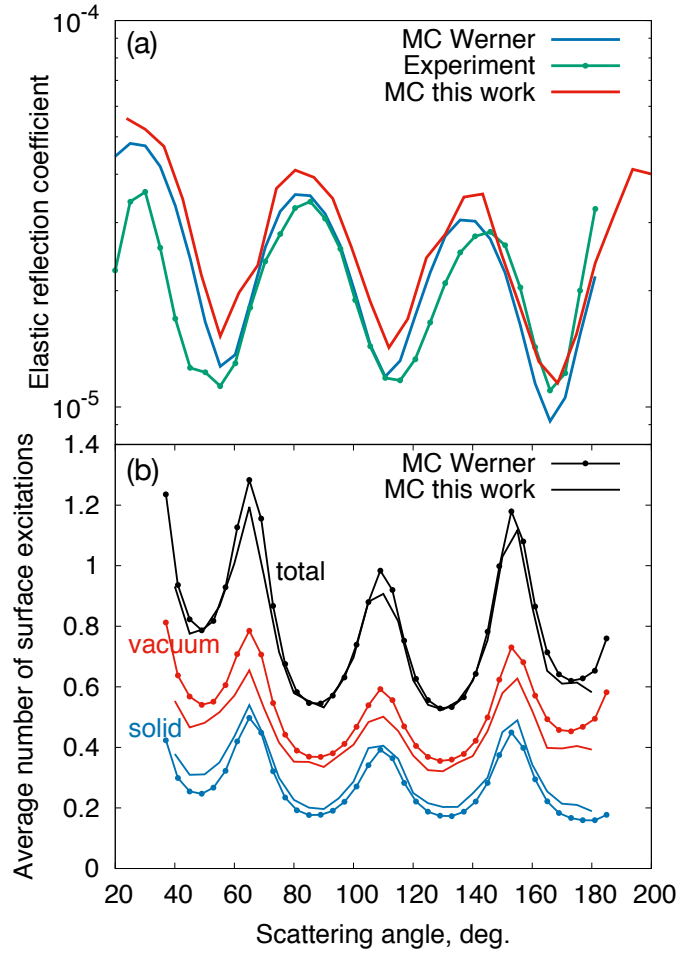 10⁻⁴
(a)
MC Werner
Experiment
MC this work
Elastic reflection coefficient
10⁻⁵
1.4
(b)
MC Werner
MC this work
1.2
1
total
0.8
vacuum
0.6
solid
0.4
0.2
0
Average number of surface excitations
20 40 60 80 100 120 140 160 180 200
Scattering angle, deg.